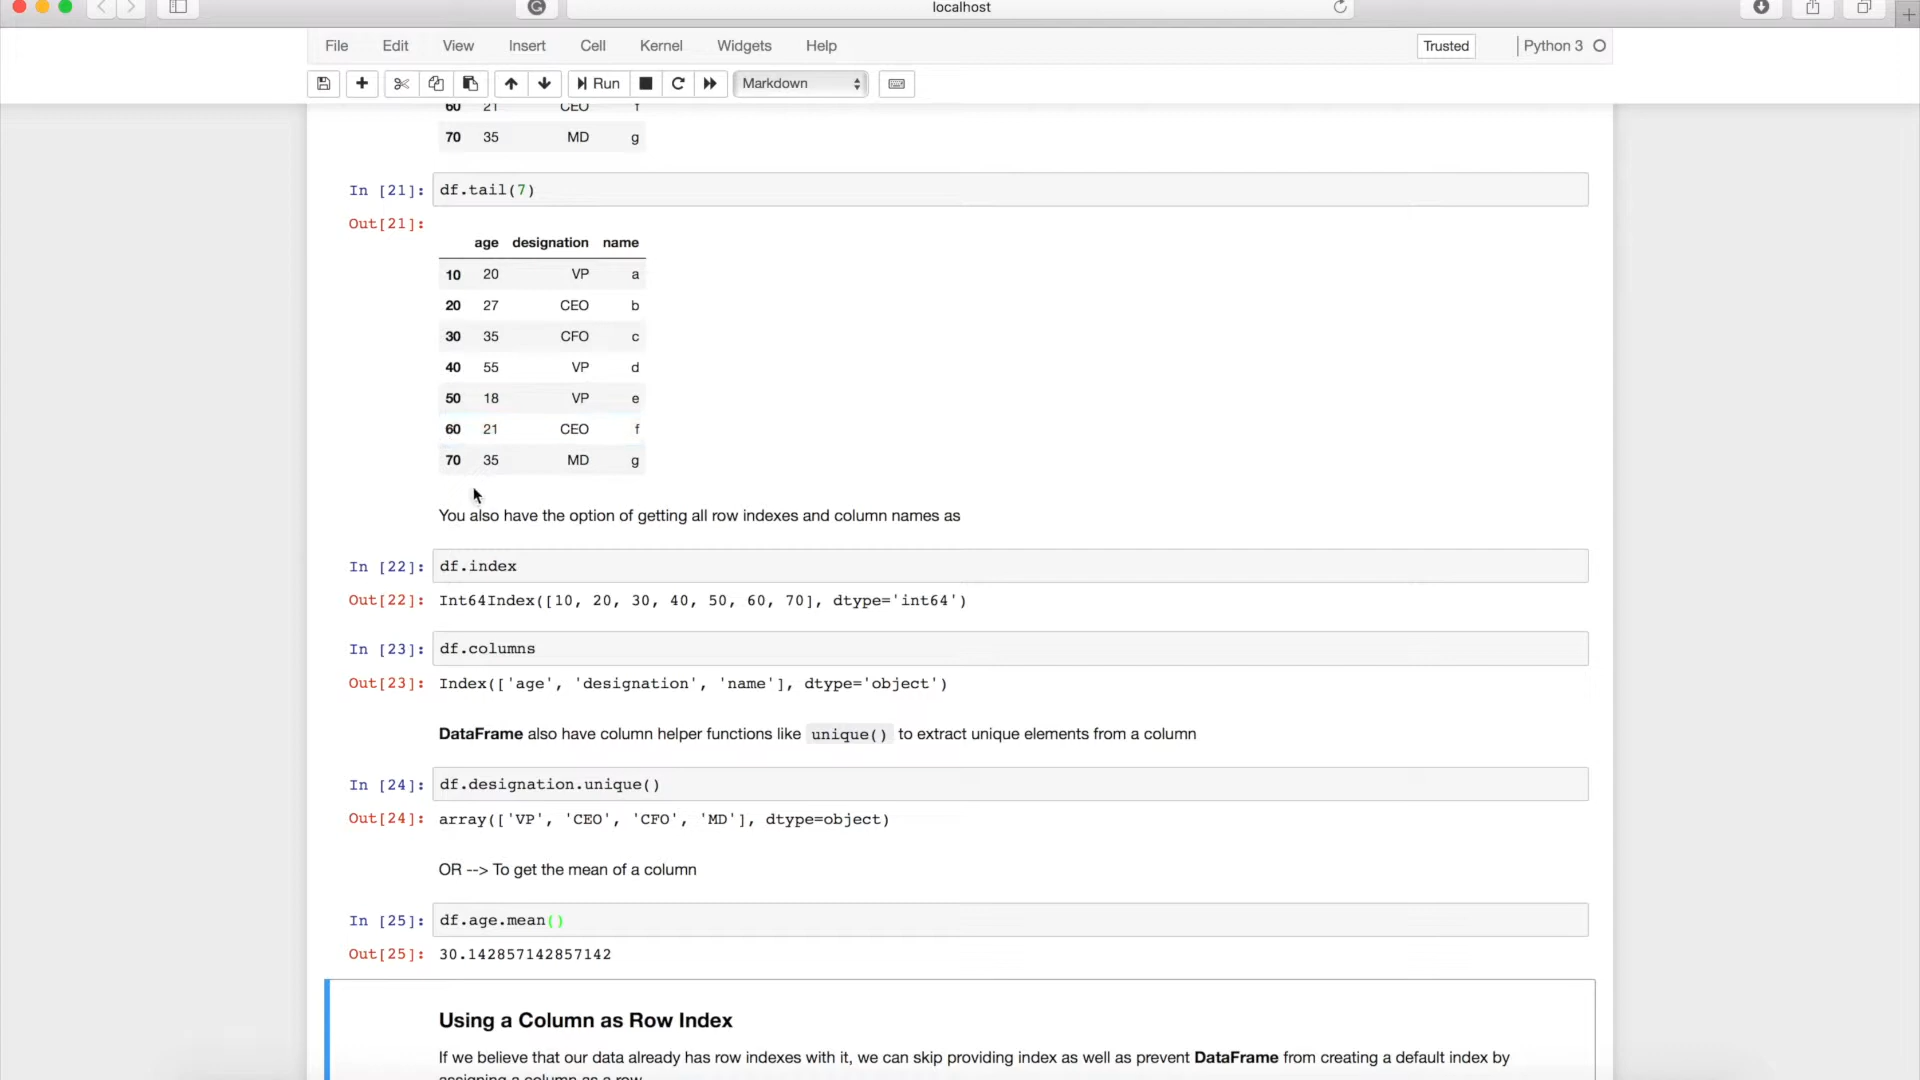 localhost
File Edit View Insert Cell Kernel Widgets Help Trusted Python 3
Run Markdown
60 21 CEO f
70 35 MD g
In [21]: df.tail(7)
Out[21]:
age designation name
10 20 VP a
20 27 CEO b
30 35 CFO c
40 55 VP d
50 18 VP e
60 21 CEO f
70 35 MD g
You also have the option of getting all row indexes and column names as
In [22]: df.index
Out[22]: Int64Index([10, 20, 30, 40, 50, 60, 70], dtype='int64')
In [23]: df.columns
Out[23]: Index(['age', 'designation', 'name'], dtype='object')
DataFrame also have column helper functions like unique() to extract unique elements from a column
In [24]: df.designation.unique()
Out[24]: array(['VP', 'CEO', 'CFO', 'MD'], dtype=object)
OR --> To get the mean of a column
In [25]: df.age.mean()
Out[25]: 30.142857142857142
Using a Column as Row Index
If we believe that our data already has row indexes with it, we can skip providing index as well as prevent DataFrame from creating a default index by
assigning a column as a row